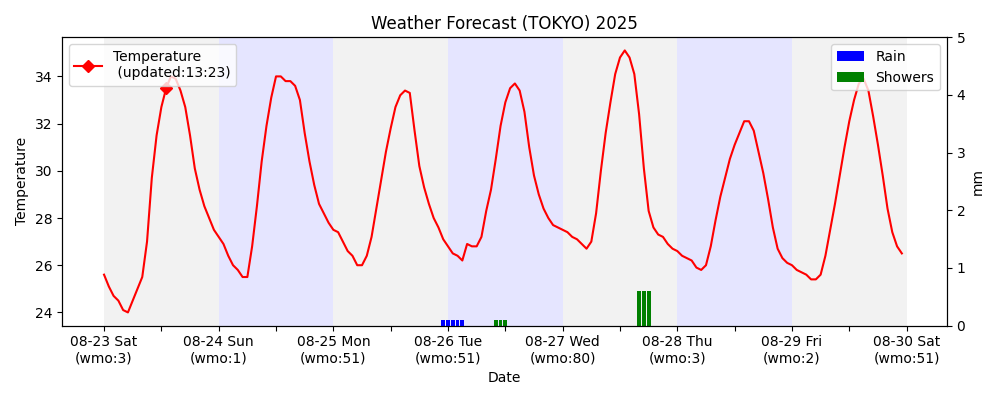 Weather Forecast (TOKYO) 2025
Temperature
(updated:13:23)
Rain
Showers
Temperature
34
32
30
28
26
24
5
4
3
2
1
0
mm
08-23 Sat
(wmo:3)
08-24 Sun
(wmo:1)
08-25 Mon
(wmo:51)
08-26 Tue
(wmo:51)
08-27 Wed
(wmo:80)
08-28 Thu
(wmo:3)
08-29 Fri
(wmo:2)
08-30 Sat
(wmo:51)
Date